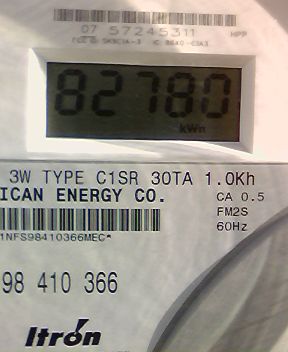 07 57245311 HPP
82780
kWh
3W TYPE C1SR 30TA 1.0Kh
ICAN ENERGY CO. CA 0.5
FM2S
60Hz
1NFS98410366MEC*
98 410 366
Itron